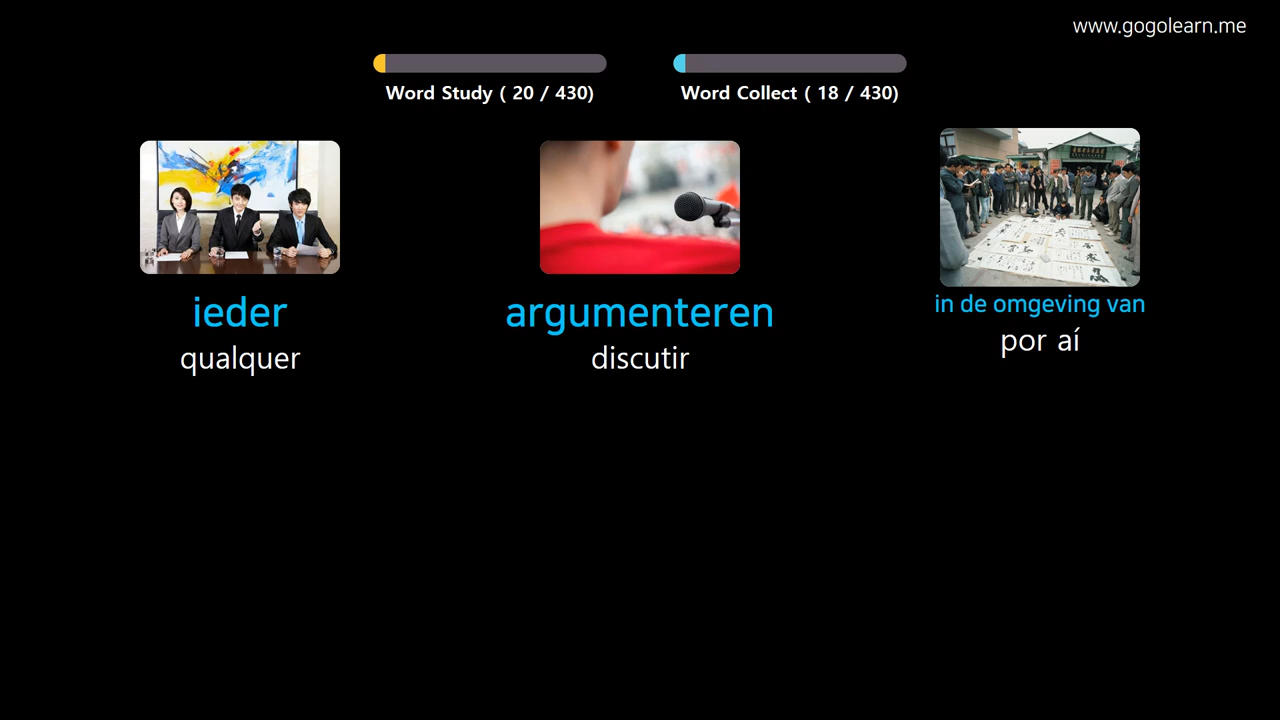 www.gogolearn.me
Word Study ( 20 / 430)
Word Collect ( 18 / 430)
ieder
qualquer
argumenteren
discutir
in de omgeving van
por aí